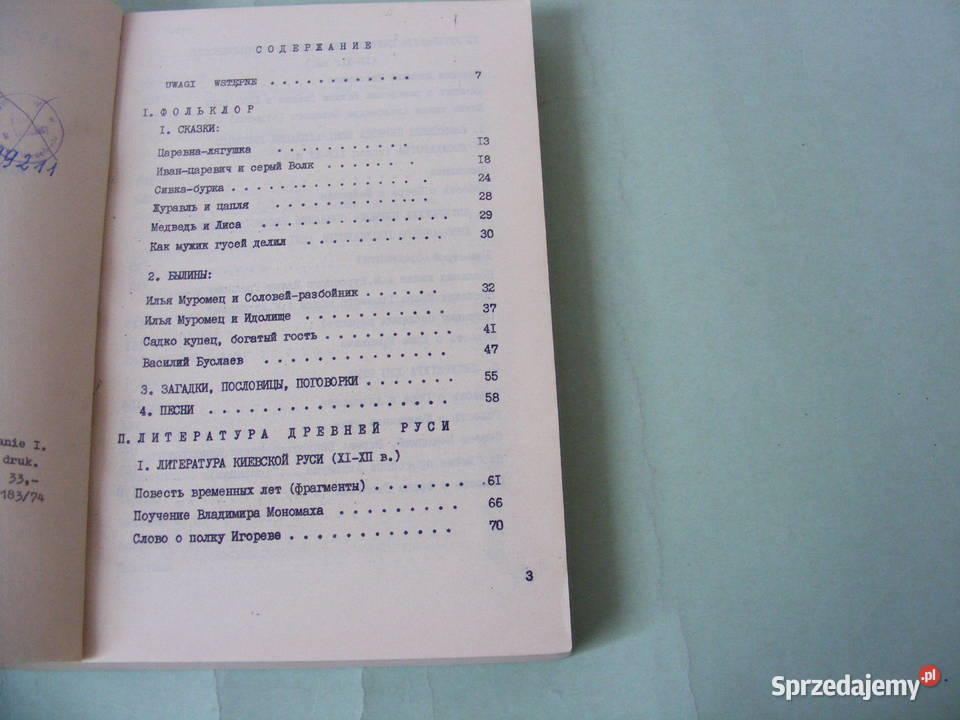 99211
anie I.
druk.
33,-
183/74
СОДЕРЖАНИЕ
UWAGI WSTĘPNE . . . . . . . . . . . . 7
I. ФОЛЬКЛОР
I. СКАЗКИ:
Царевна-лягушка . . . . . . . . . . . 13
Иван-царевич и серый Волк . . . . . . . 18
Сивка-бурка . . . . . . . . . . . . . . 24
Журавль и цапля . . . . . . . . . . . . 28
Медведь и Лиса . . . . . . . . . . . . . 29
Как мужик гусей делил . . . . . . . . . . 30
2. БЫЛИНЫ:
Илья Муромец и Соловей-разбойник . . . . . . 32
Илья Муромец и Идолище . . . . . . . . . . 37
Садко купец, богатый гость . . . . . . . . . 41
Василий Буслаев . . . . . . . . . . . . . 47
3. ЗАГАДКИ, ПОСЛОВИЦЫ, ПОГОВОРКИ . . . . . . . 55
4. ПЕСНИ . . . . . . . . . . . . . . . . . 58
П. ЛИТЕРАТУРА ДРЕВНЕЙ РУСИ
I. ЛИТЕРАТУРА КИЕВСКОЙ РУСИ (XI-XII в.)
Повесть временных лет (фрагменты) . . . . . . . 61
Поучение Владимира Мономаха . . . . . . . . . 66
Слово о полку Игореве . . . . . . . . . . . . 70
3
Sprzedajemy.pl